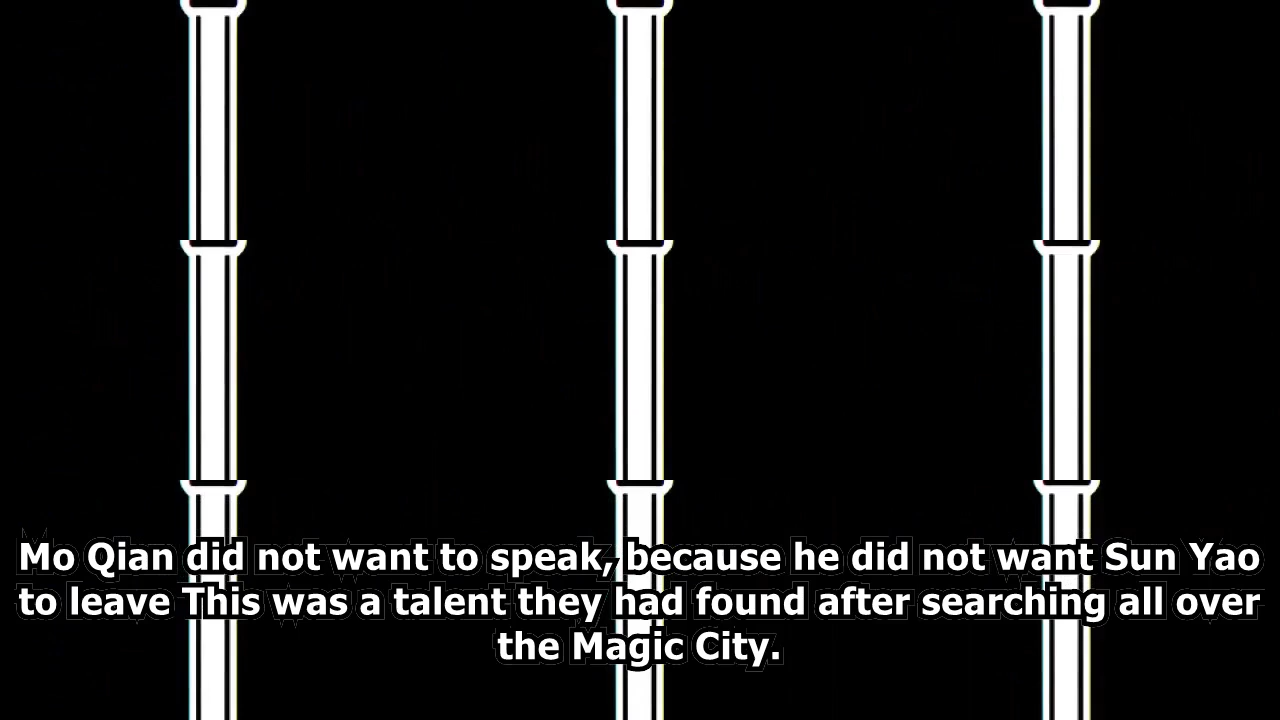 Mo Qian did not want to speak, because he did not want Sun Yao
to leave This was a talent they had found after searching all over
the Magic City.